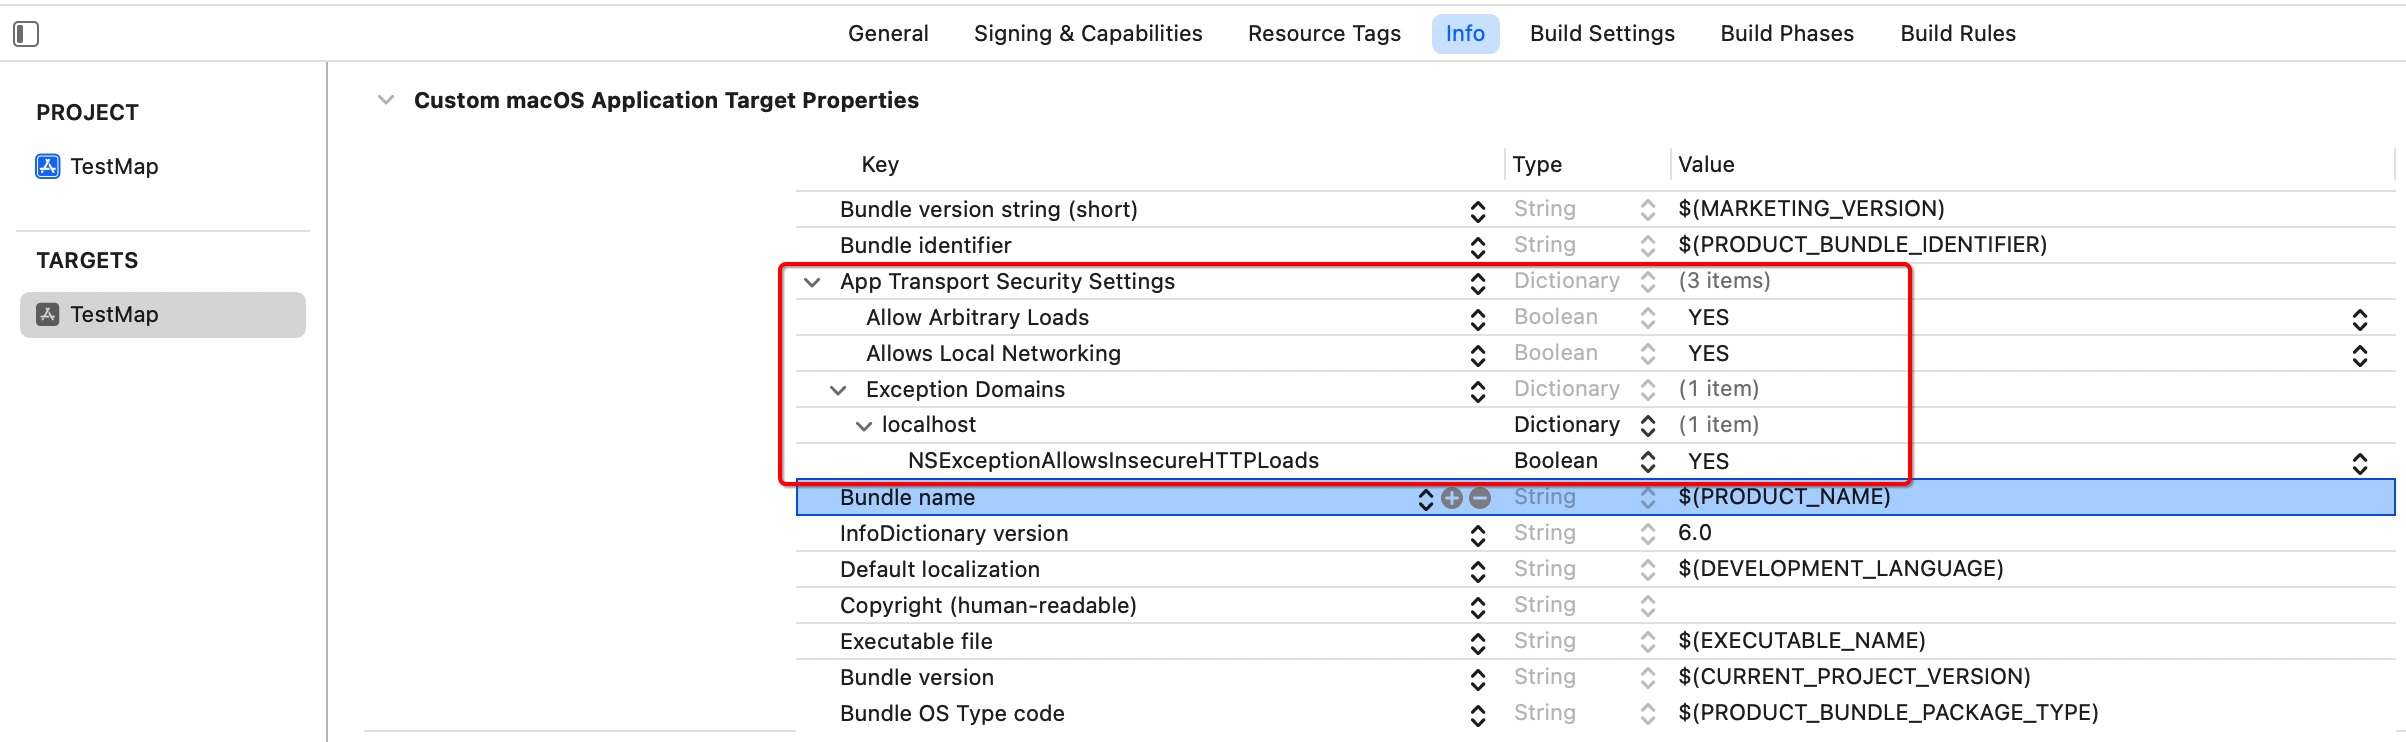 General Signing & Capabilities Resource Tags Info Build Settings Build Phases Build Rules
PROJECT
TestMap
TARGETS
TestMap
Custom macOS Application Target Properties
Key Type Value
Bundle version string (short) String $(MARKETING_VERSION)
Bundle identifier String $(PRODUCT_BUNDLE_IDENTIFIER)
App Transport Security Settings Dictionary (3 items)
Allow Arbitrary Loads Boolean YES
Allows Local Networking Boolean YES
Exception Domains Dictionary (1 item)
localhost Dictionary (1 item)
NSExceptionAllowsInsecureHTTPLoads Boolean YES
Bundle name String $(PRODUCT_NAME)
InfoDictionary version String 6.0
Default localization String $(DEVELOPMENT_LANGUAGE)
Copyright (human-readable) String
Executable file String $(EXECUTABLE_NAME)
Bundle version String $(CURRENT_PROJECT_VERSION)
Bundle OS Type code String $(PRODUCT_BUNDLE_PACKAGE_TYPE)